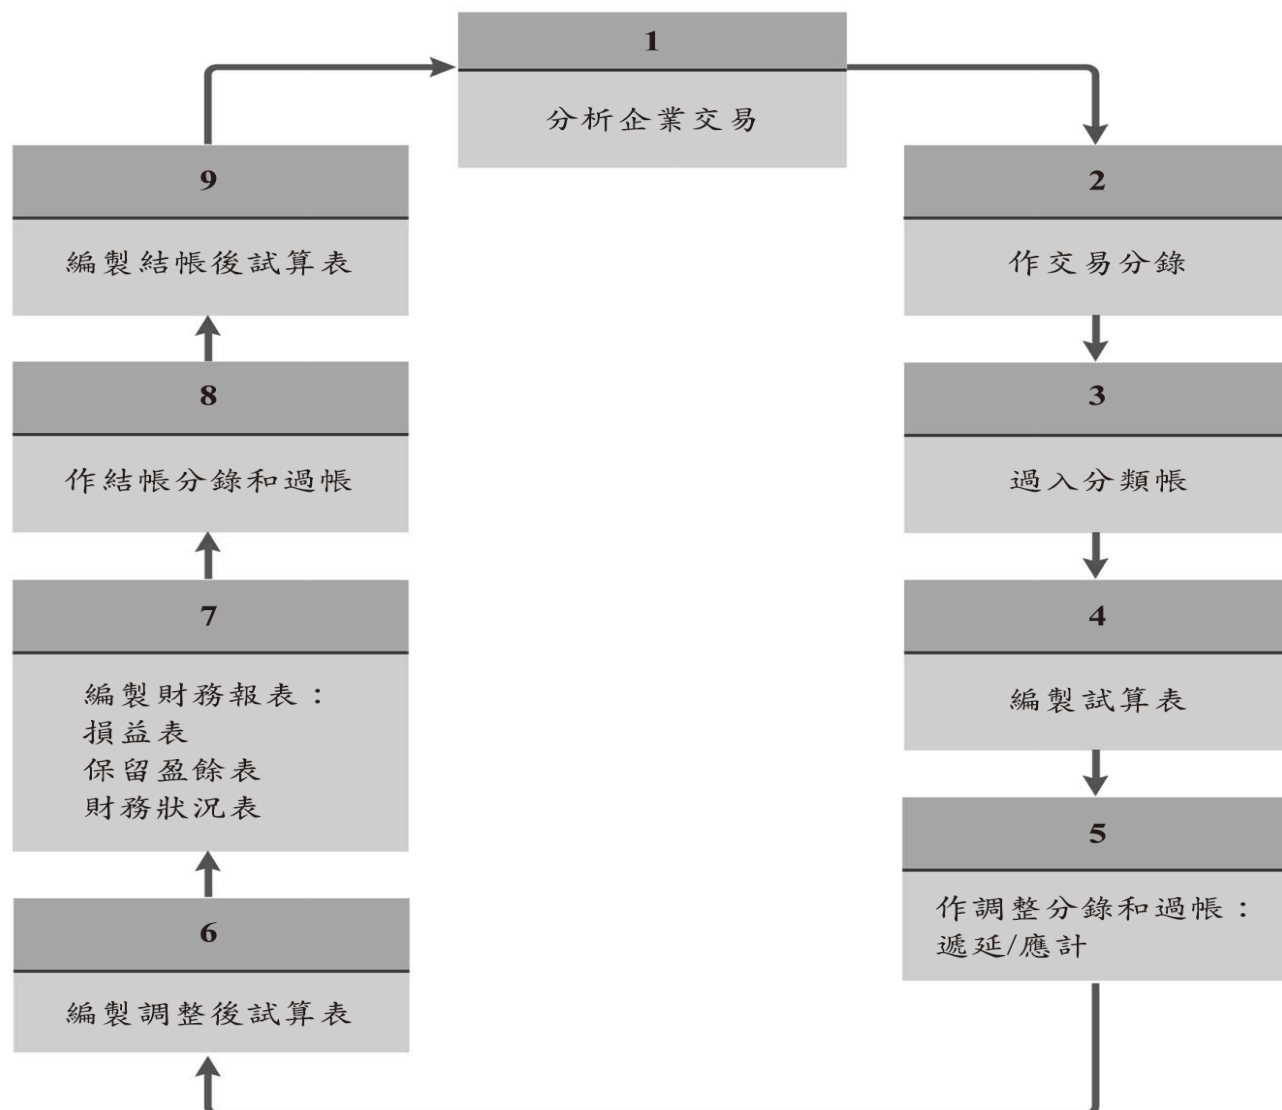 1
分析企業交易
2
作交易分錄
3
過入分類帳
4
編製試算表
5
作調整分錄和過帳：
遞延/應計
6
編製調整後試算表
7
編製財務報表：
損益表
保留盈餘表
財務狀況表
8
作結帳分錄和過帳
9
編製結帳後試算表